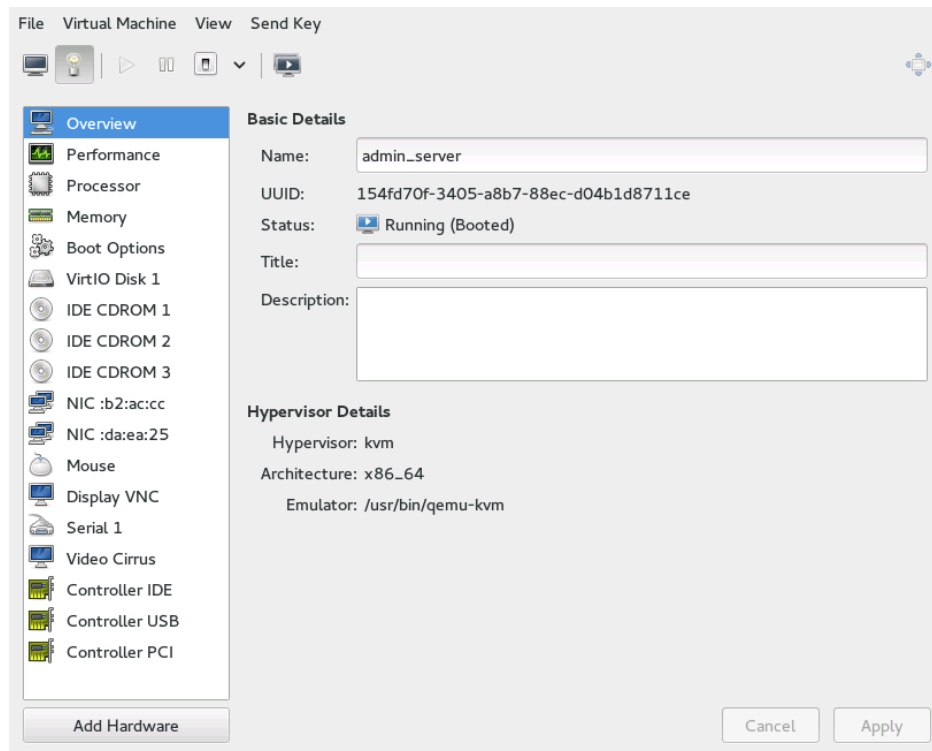 File Virtual Machine View Send Key
Overview
Performance
Processor
Memory
Boot Options
VirtIO Disk 1
IDE CDROM 1
IDE CDROM 2
IDE CDROM 3
NIC :b2:ac:cc
NIC :da:ea:25
Mouse
Display VNC
Serial 1
Video Cirrus
Controller IDE
Controller USB
Controller PCI
Add Hardware
Basic Details
Name: admin_server
UUID: 154fd70f-3405-a8b7-88ec-d04b1d8711ce
Status: Running (Booted)
Title:
Description:
Hypervisor Details
Hypervisor: kvm
Architecture: x86_64
Emulator: /usr/bin/qemu-kvm
Cancel Apply